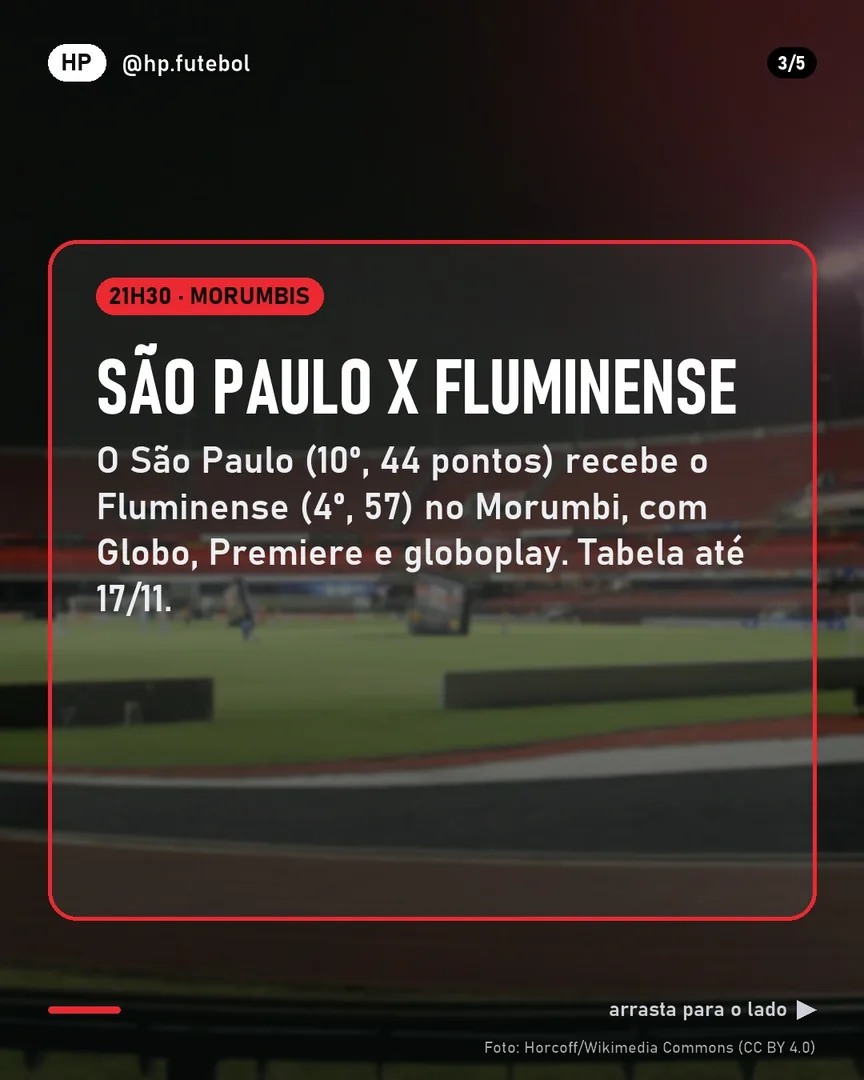 HP @hp.futebol
3/5
21H30 · MORUMBIS
SÃO PAULO X FLUMINENSE
O São Paulo (10º, 44 pontos) recebe o
Fluminense (4º, 57) no Morumbi, com
Globo, Premiere e globoplay. Tabela até
17/11.
arrasta para o lado ▶
Foto: Horcoff/Wikimedia Commons (CC BY 4.0)